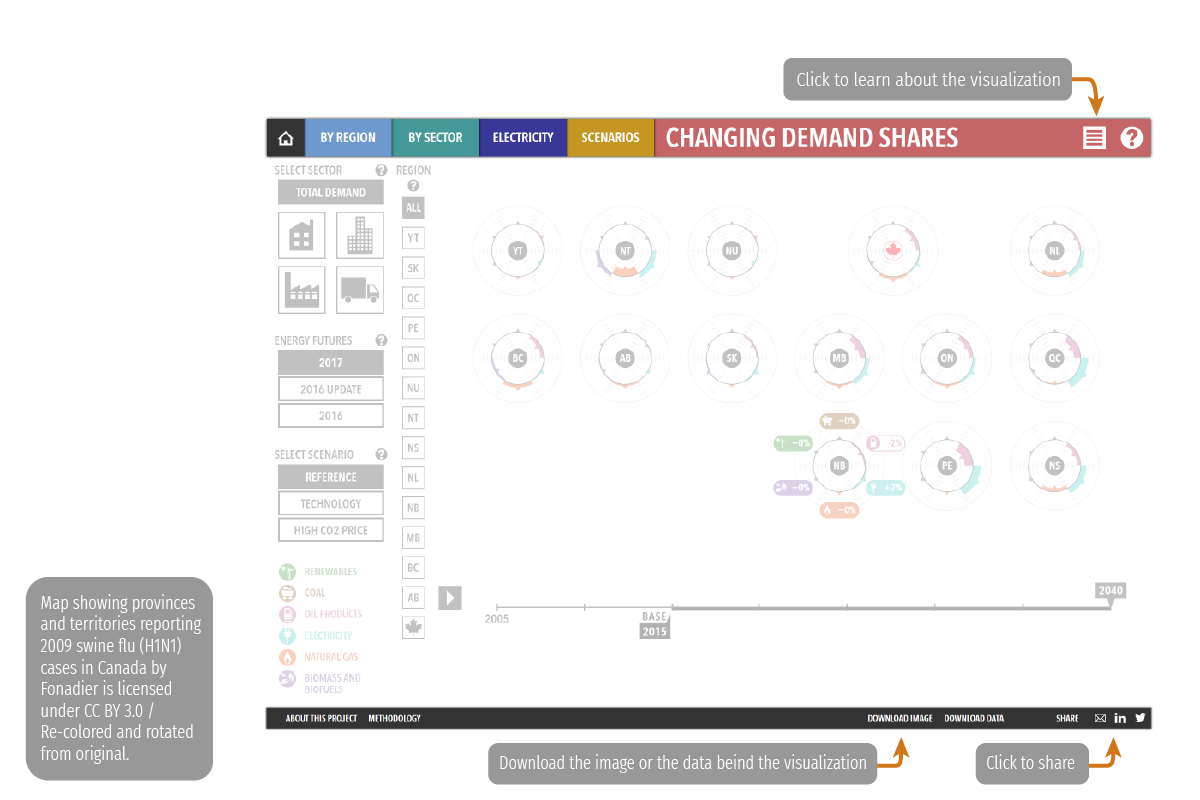 Click to learn about the visualization
BY REGION
BY SECTOR
ELECTRICITY
SCENARIOS
CHANGING DEMAND SHARES
?
SELECT SECTOR ?
TOTAL DEMAND
ENERGY FUTURES ?
2017
2016 UPDATE
2016
SELECT SCENARIO ?
REFERENCE
TECHNOLOGY
HIGH CO2 PRICE
RENEWABLES
COAL
OIL PRODUCTS
ELECTRICITY
NATURAL GAS
BIOMASS AND
BIOFUELS
REGION
?
ALL
YT
SK
QC
PE
ON
NU
NT
NS
NL
NB
MB
BC
AB
YT
NT
NU
NL
BC
AB
SK
MB
ON
QC
~0%
~0%
-2%
NB
PE
NS
~0%
+2%
~0%
2005
BASE
2015
2040
Map showing provinces
and territories reporting
2009 swine flu (H1N1)
cases in Canada by
Fonadier is licensed
under CC BY 3.0 /
Re-colored and rotated
from original.
ABOUT THIS PROJECT
METHODOLOGY
DOWNLOAD IMAGE
DOWNLOAD DATA
SHARE
in
Download the image or the data beind the visualization
Click to share